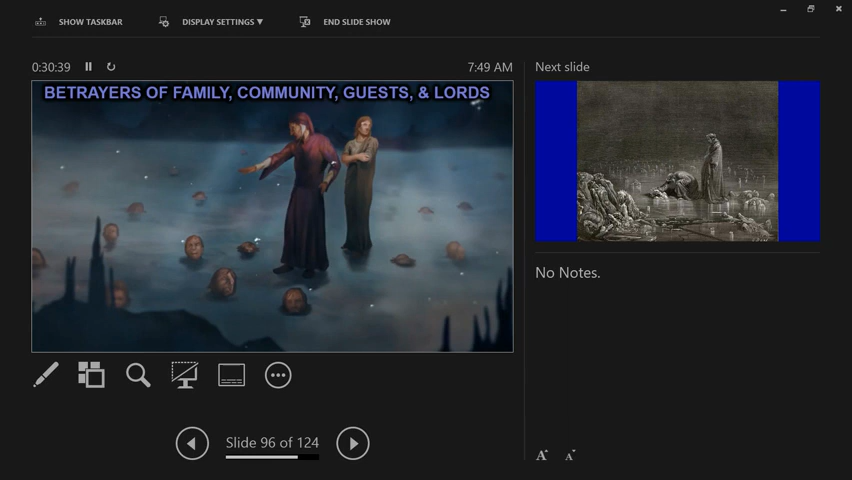 SHOW TASKBAR
DISPLAY SETTINGS ▼
END SLIDE SHOW
0:30:39
7:49 AM
Next slide
BETRAYERS OF FAMILY, COMMUNITY, GUESTS, & LORDS
No Notes.
Slide 96 of 124
A A